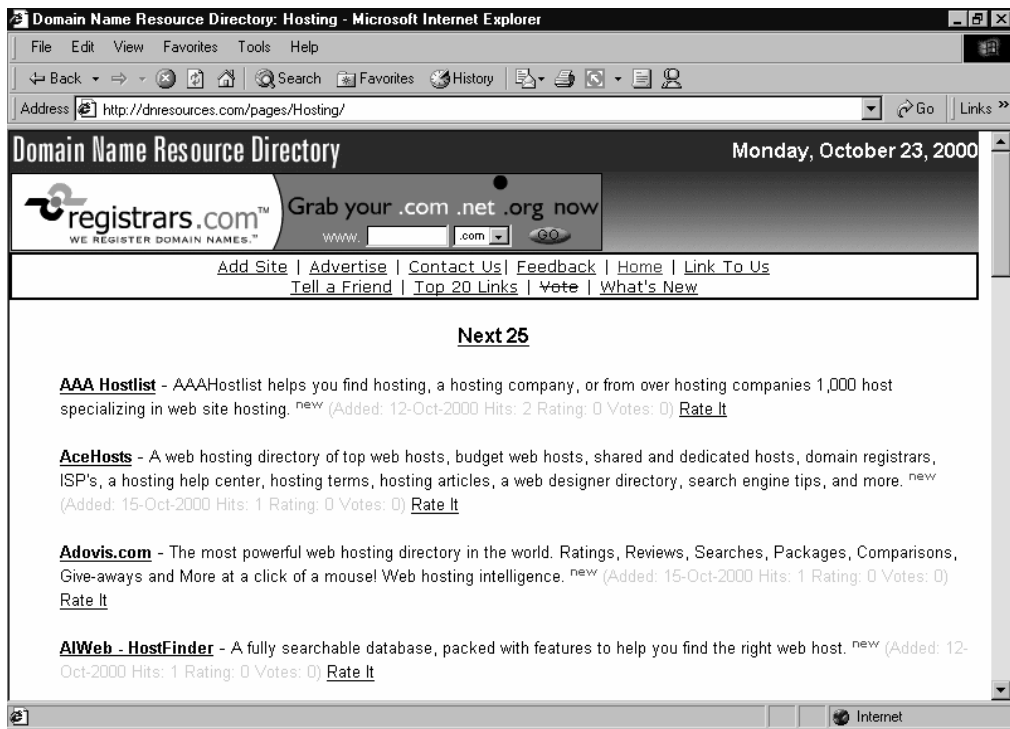 Domain Name Resource Directory: Hosting - Microsoft Internet Explorer
File Edit View Favorites Tools Help
Back Search Favorites History
Address http://dnresources.com/pages/Hosting/ Go Links »
Domain Name Resource Directory Monday, October 23, 2000
registrars.com™ Grab your .com .net .org now
WE REGISTER DOMAIN NAMES.™ www. .com GO
Add Site | Advertise | Contact Us| Feedback | Home | Link To Us
Tell a Friend | Top 20 Links | Vote | What's New
Next 25
AAA Hostlist - AAAHostlist helps you find hosting, a hosting company, or from over hosting companies 1,000 host
specializing in web site hosting. new (Added: 12-Oct-2000 Hits: 2 Rating: 0 Votes: 0) Rate It
AceHosts - A web hosting directory of top web hosts, budget web hosts, shared and dedicated hosts, domain registrars,
ISP's, a hosting help center, hosting terms, hosting articles, a web designer directory, search engine tips, and more. new
(Added: 15-Oct-2000 Hits: 1 Rating: 0 Votes: 0) Rate It
Adovis.com - The most powerful web hosting directory in the world. Ratings, Reviews, Searches, Packages, Comparisons,
Give-aways and More at a click of a mouse! Web hosting intelligence. new (Added: 15-Oct-2000 Hits: 1 Rating: 0 Votes: 0)
Rate It
AIWeb - HostFinder - A fully searchable database, packed with features to help you find the right web host. new (Added: 12-
Oct-2000 Hits: 1 Rating: 0 Votes: 0) Rate It
Internet